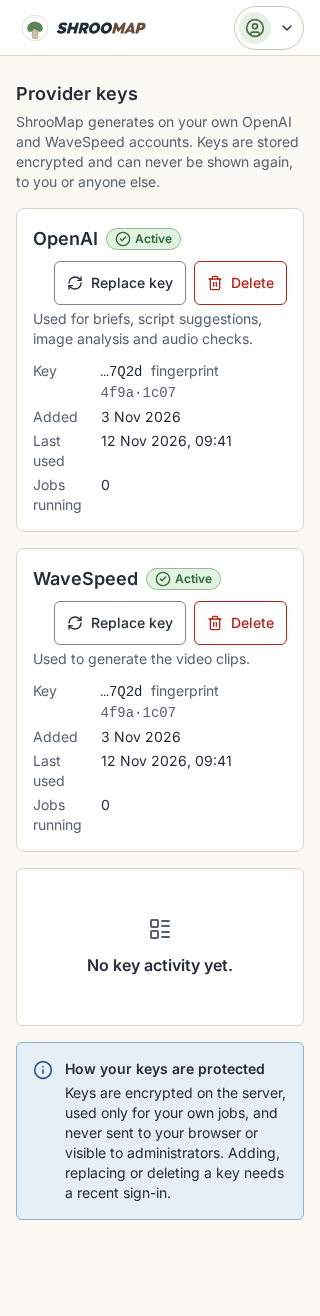 SHROOMAP
Provider keys
ShrooMap generates on your own OpenAI
and WaveSpeed accounts. Keys are stored
encrypted and can never be shown again,
to you or anyone else.
OpenAI Active
Replace key Delete
Used for briefs, script suggestions,
image analysis and audio checks.
Key …7Q2d fingerprint
4f9a·1c07
Added 3 Nov 2026
Last 12 Nov 2026, 09:41
used
Jobs 0
running
WaveSpeed Active
Replace key Delete
Used to generate the video clips.
Key …7Q2d fingerprint
4f9a·1c07
Added 3 Nov 2026
Last 12 Nov 2026, 09:41
used
Jobs 0
running
No key activity yet.
How your keys are protected
Keys are encrypted on the server,
used only for your own jobs, and
never sent to your browser or
visible to administrators. Adding,
replacing or deleting a key needs
a recent sign-in.